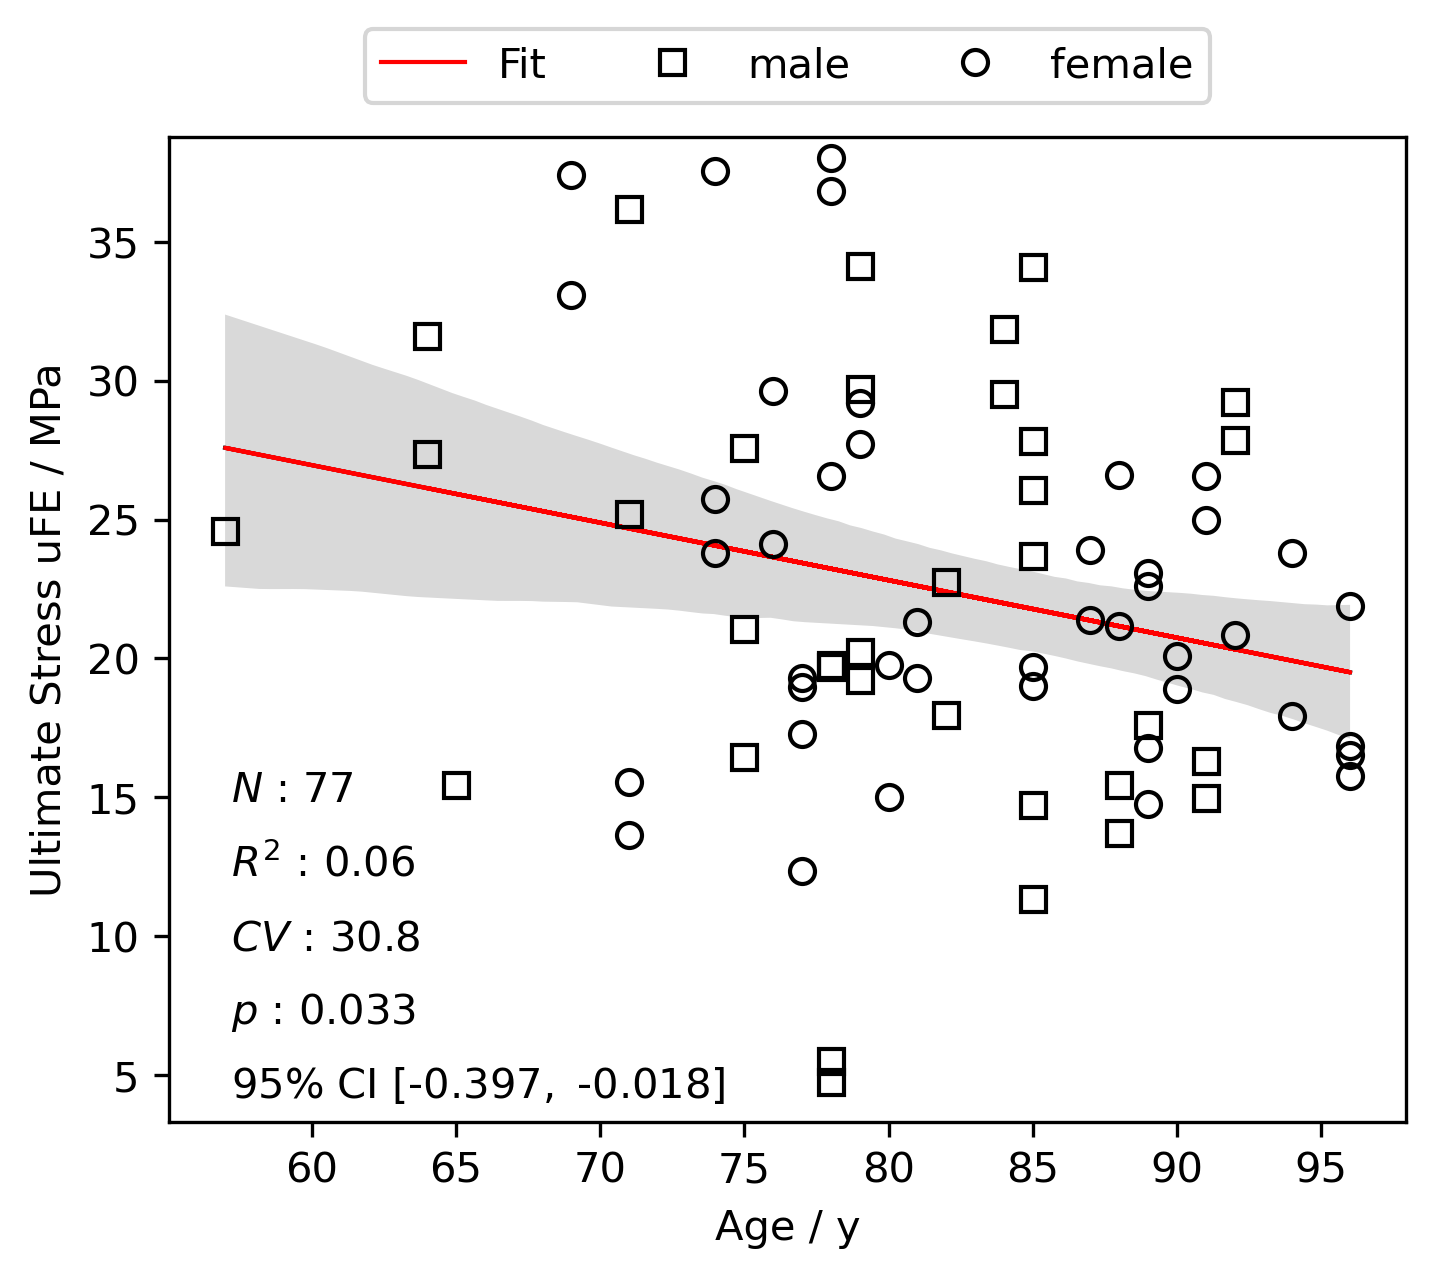 Fit male female
Ultimate Stress uFE / MPa
35
30
25
20
15
10
5
N : 77
R² : 0.06
CV : 30.8
p : 0.033
95% CI [-0.397, -0.018]
60 65 70 75 80 85 90 95
Age / y